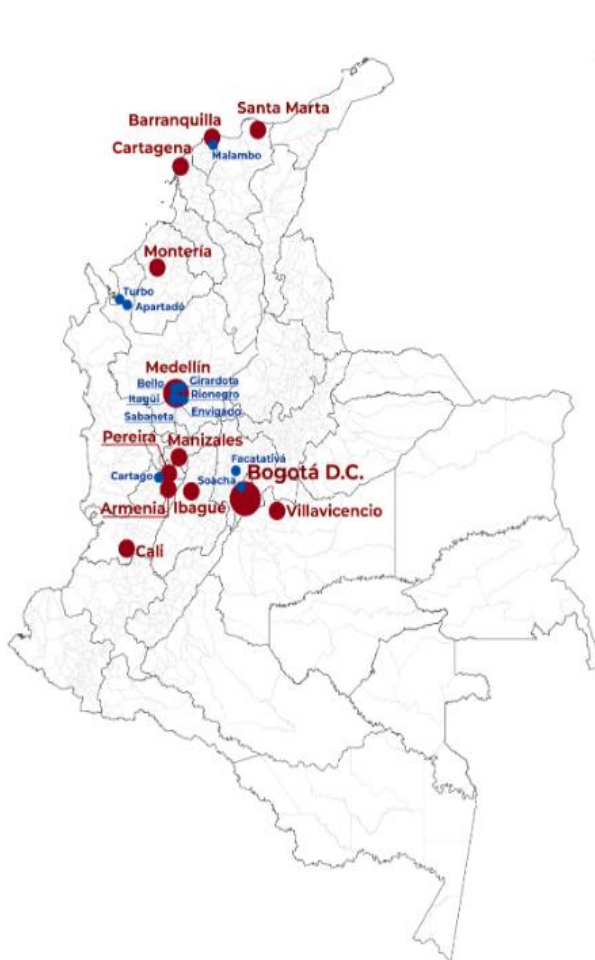 Santa Marta
Barranquilla
Cartagena
Malambo
Montería
Turbo
Apartadó
Medellín
Bello
Girardota
Itagüí
Rionegro
Sabaneta
Envigado
Pereira
Manizales
Facatativá
Cartago
Soacha
Bogotá D.C.
Armenia
Ibagué
Villavicencio
Cali